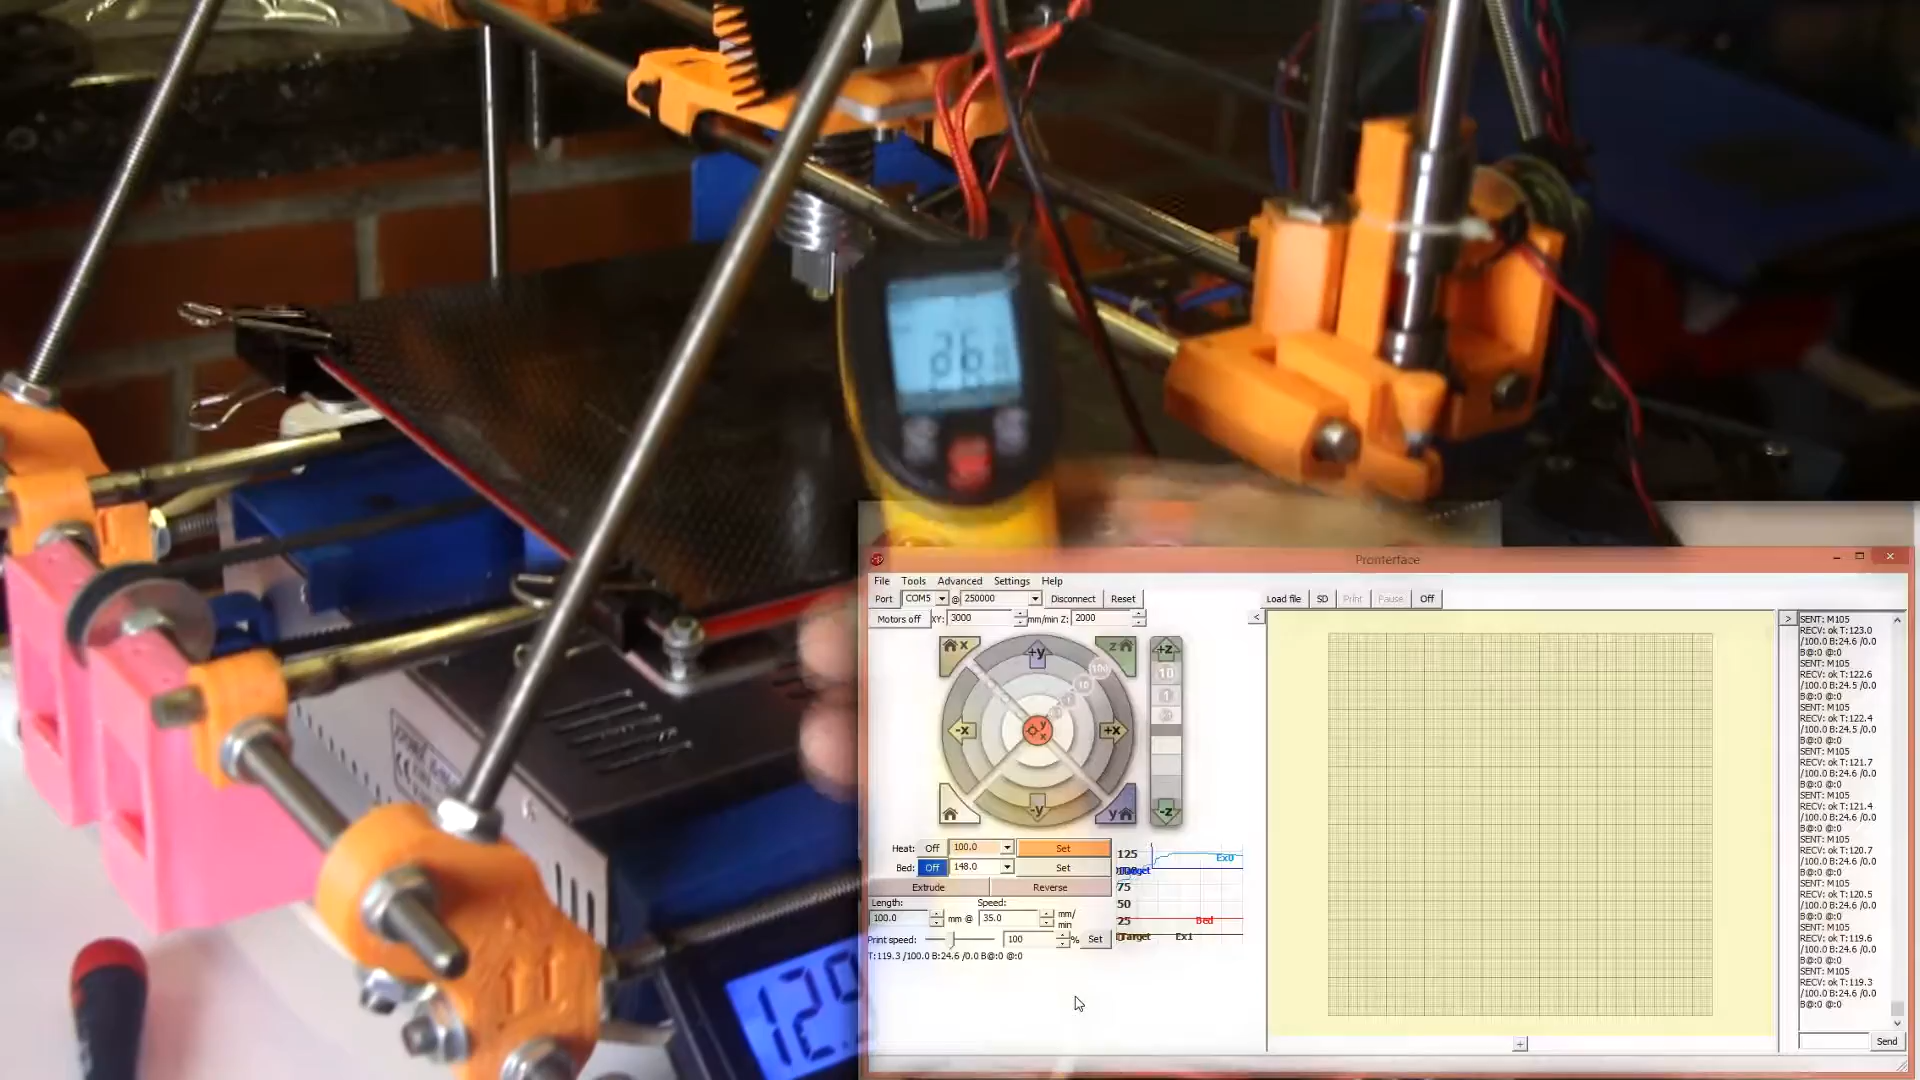 26
Pronterface
File Tools Advanced Settings Help
Port COM5 @ 250000 Disconnect Reset
Load file SD Print Pause Off
Motors off XY: 3000 mm/min Z: 2000
< >
x +y z +z
100
10
1
10
1
-x y x +x
-y y -z
Heat: Off 100.0 Set
Bed: Off 148.0 Set
Extrude Reverse
Length: Speed:
100.0 mm @ 35.0 mm/
min
Print speed: 100 % Set
T:119.3 /100.0 B:24.6 /0.0 B@:0 @:0
125 Ex0
Target
75
50
25 Bed
Target Ex1
+
SENT: M105
RECV: ok T:123.0
/100.0 B:24.6 /0.0
B@:0 @:0
SENT: M105
RECV: ok T:122.6
/100.0 B:24.5 /0.0
B@:0 @:0
SENT: M105
RECV: ok T:122.4
/100.0 B:24.5 /0.0
B@:0 @:0
SENT: M105
RECV: ok T:121.7
/100.0 B:24.6 /0.0
B@:0 @:0
SENT: M105
RECV: ok T:121.4
/100.0 B:24.6 /0.0
B@:0 @:0
SENT: M105
RECV: ok T:120.7
/100.0 B:24.6 /0.0
B@:0 @:0
SENT: M105
RECV: ok T:120.5
/100.0 B:24.6 /0.0
B@:0 @:0
SENT: M105
RECV: ok T:119.6
/100.0 B:24.6 /0.0
B@:0 @:0
SENT: M105
RECV: ok T:119.3
/100.0 B:24.6 /0.0
B@:0 @:0
Send
12.9
CE